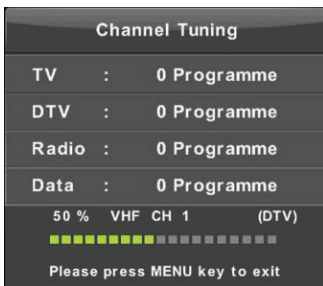 Channel Tuning
TV : 0 Programme
DTV : 0 Programme
Radio : 0 Programme
Data : 0 Programme
50 % VHF CH 1 (DTV)
Please press MENU key to exit